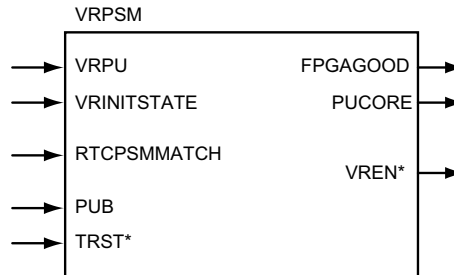 VRPSM
VRPU
FPGAGOOD
VRINITSTATE
PUCORE
RTCPSMMATCH
VREN*
PUB
TRST*